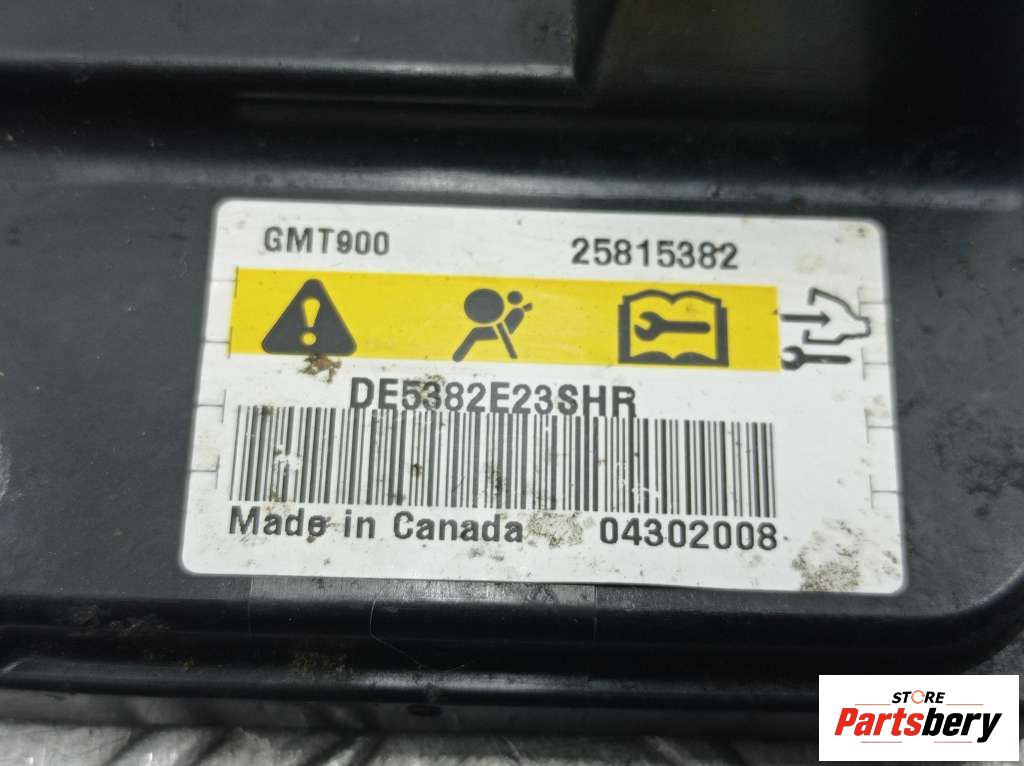 GMT900 25815382
DE5382E23SHR
Made in Canada 04302008
STORE
Partsbery